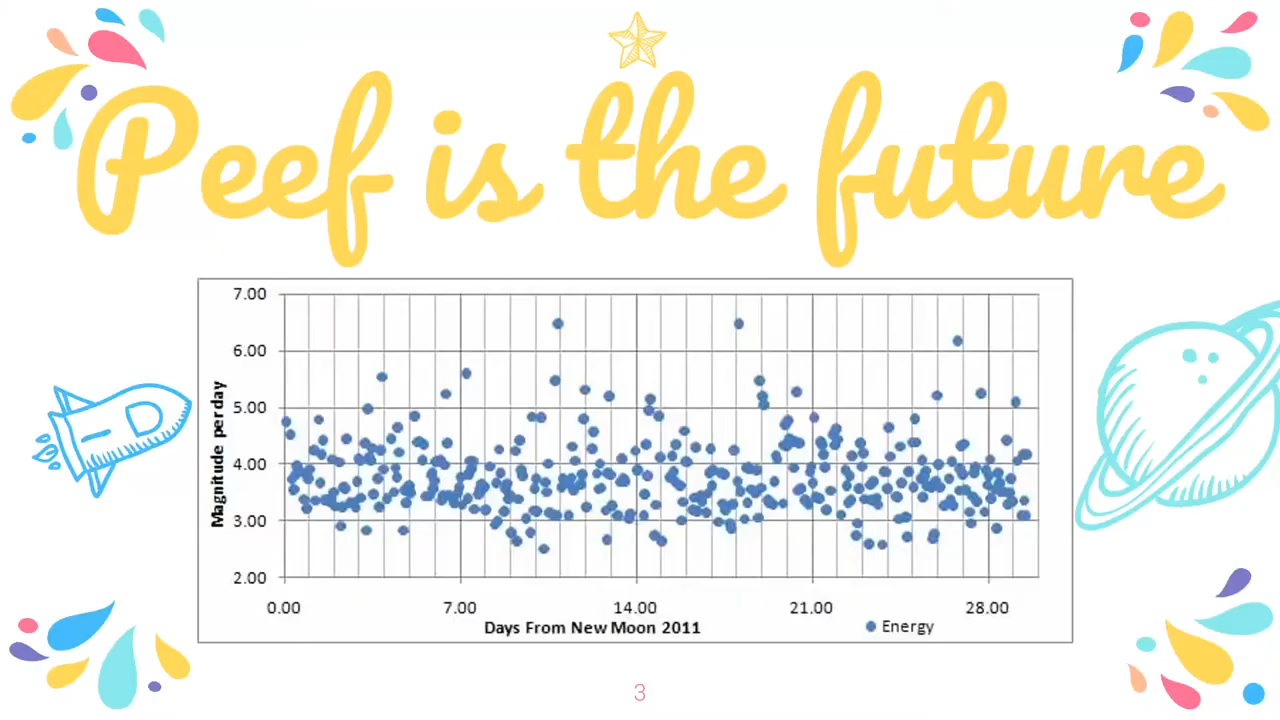 Peef is the future
7.00
6.00
5.00
4.00
3.00
2.00
Magnitude per day
0.00 7.00 14.00 21.00 28.00
Days From New Moon 2011
Energy
3